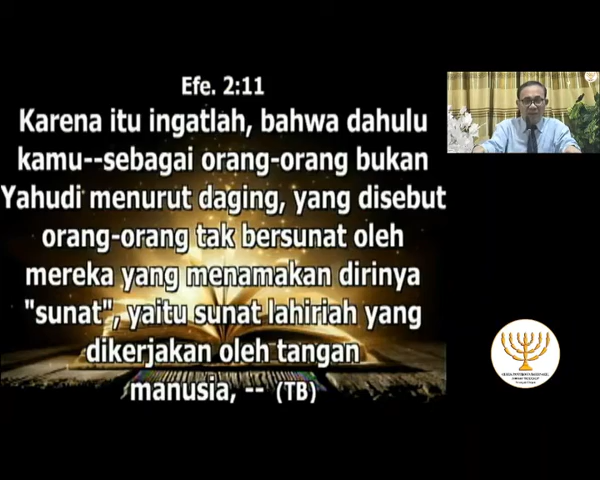 Efe. 2:11
Karena itu ingatlah, bahwa dahulu
kamu--sebagai orang-orang bukan
Yahudi menurut daging, yang disebut
orang-orang tak bersunat oleh
mereka yang menamakan dirinya
"sunat", yaitu sunat lahiriah yang
dikerjakan oleh tangan
manusia, -- (TB)